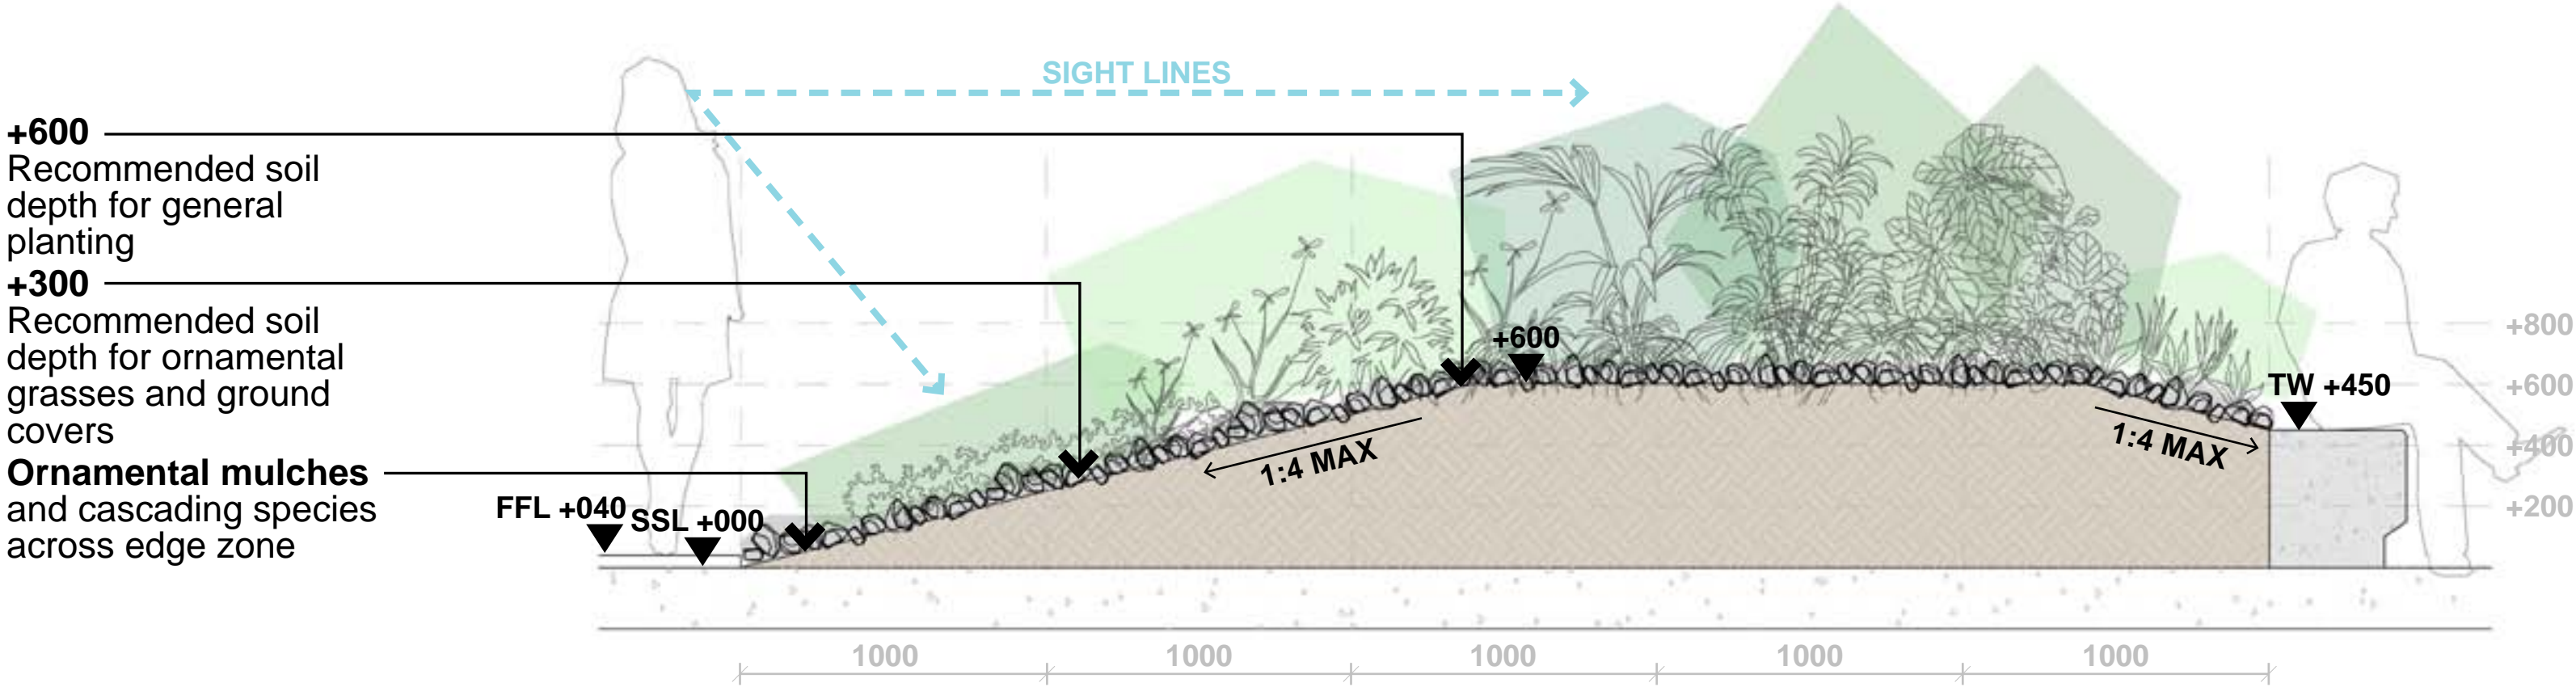 SIGHT LINES
+600
Recommended soil
depth for general
planting
+300
Recommended soil
depth for ornamental
grasses and ground
covers
Ornamental mulches
and cascading species
across edge zone
FFL +040
SSL +000
+600
1:4 MAX
1:4 MAX
TW +450
+800
+600
+400
+200
1000
1000
1000
1000
1000